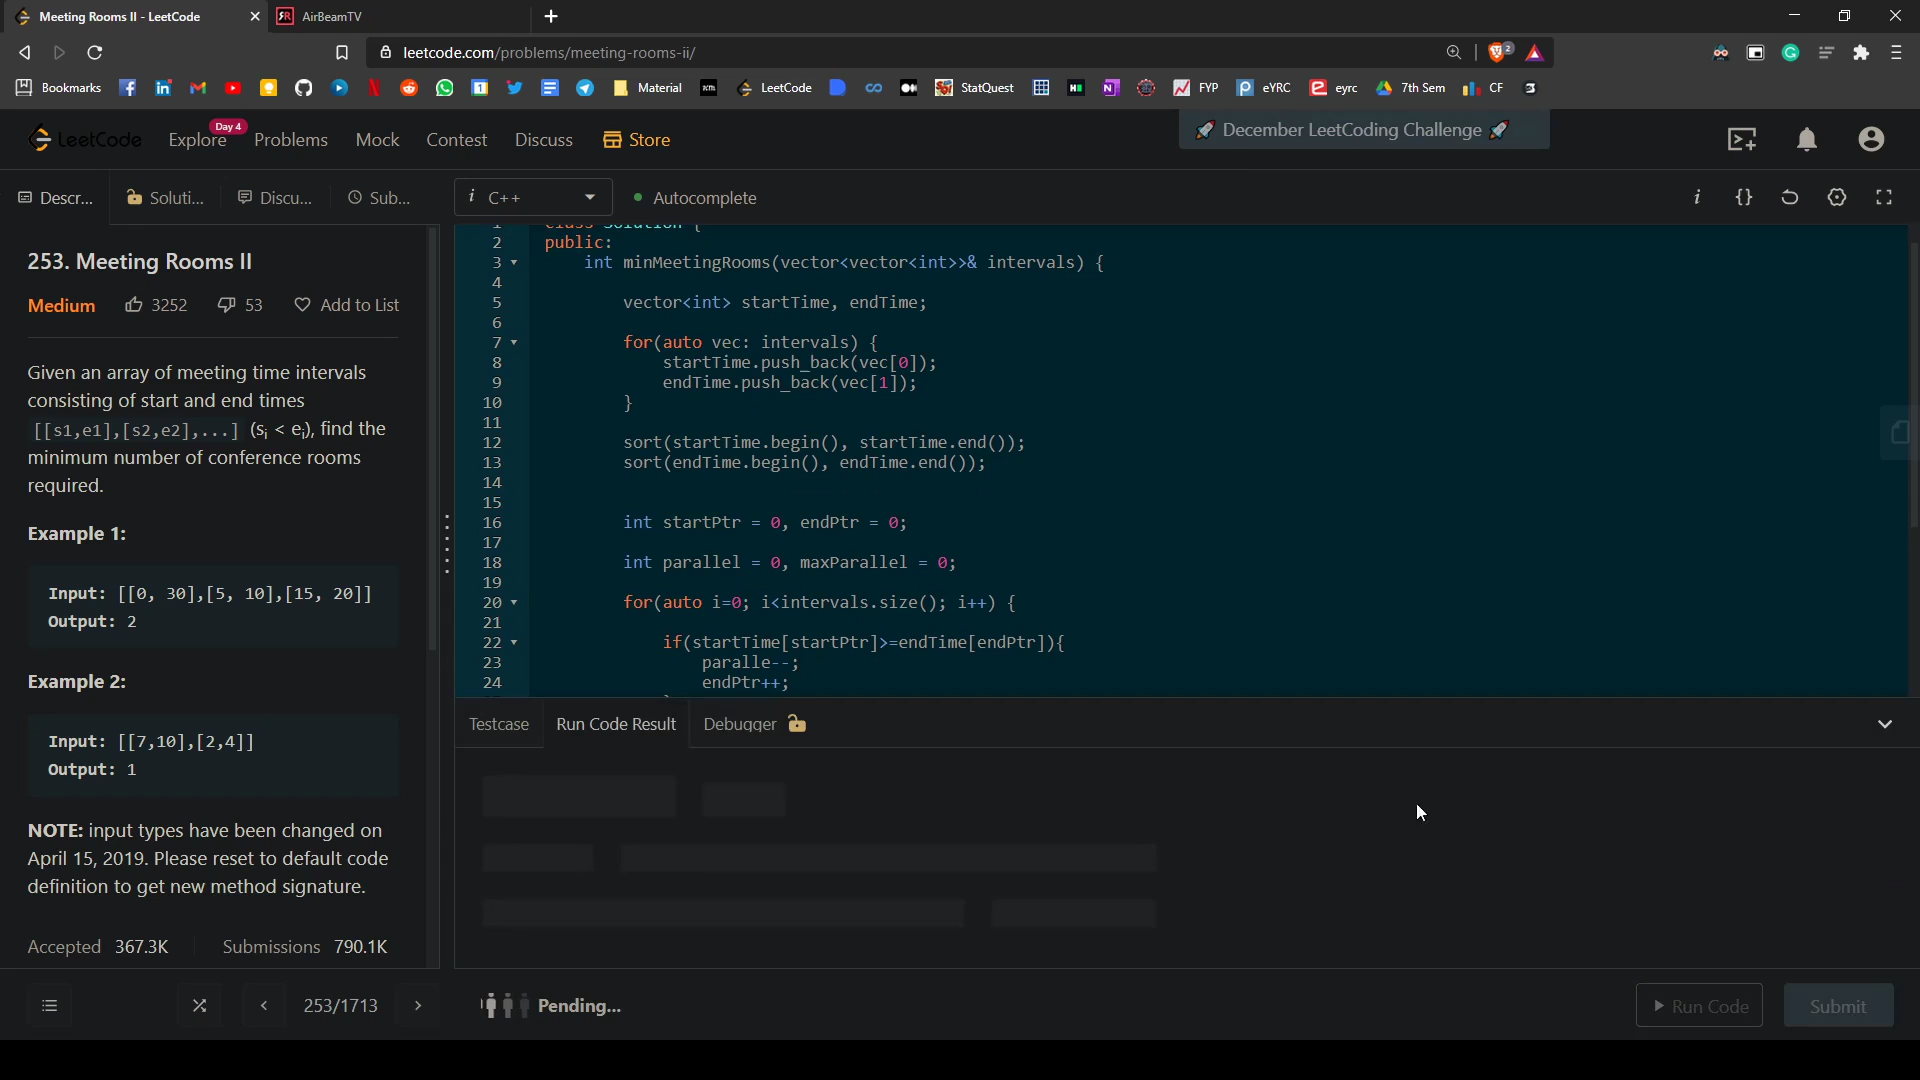 Meeting Rooms II - LeetCode
AirBeamTV
leetcode.com/problems/meeting-rooms-ii/
2
Bookmarks
Material
LeetCode
StatQuest
FYP
eYRC
eyrc
7th Sem
CF
LeetCode
Explore
Day 4
Problems
Mock
Contest
Discuss
Store
🚀 December LeetCoding Challenge 🚀
Descr...
Soluti...
Discu...
Sub...
i C++
Autocomplete
253. Meeting Rooms II
Medium
3252
53
Add to List
Given an array of meeting time intervals
consisting of start and end times
[[s1,e1],[s2,e2],...] (si < ei), find the
minimum number of conference rooms
required.
Example 1:
Input: [[0, 30],[5, 10],[15, 20]]
Output: 2
Example 2:
Input: [[7,10],[2,4]]
Output: 1
NOTE: input types have been changed on
April 15, 2019. Please reset to default code
definition to get new method signature.
Accepted 367.3K
Submissions 790.1K
253/1713
1 class Solution {
2 public:
3 int minMeetingRooms(vector<vector<int>>& intervals) {
4
5 vector<int> startTime, endTime;
6
7 for(auto vec: intervals) {
8 startTime.push_back(vec[0]);
9 endTime.push_back(vec[1]);
10 }
11
12 sort(startTime.begin(), startTime.end());
13 sort(endTime.begin(), endTime.end());
14
15
16 int startPtr = 0, endPtr = 0;
17
18 int parallel = 0, maxParallel = 0;
19
20 for(auto i=0; i<intervals.size(); i++) {
21
22 if(startTime[startPtr]>=endTime[endPtr]){
23 paralle--;
24 endPtr++;
Testcase
Run Code Result
Debugger
Pending...
Run Code
Submit